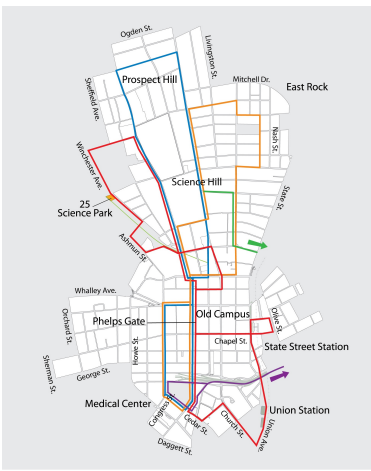 Ogden St.
Livingston St.
Prospect Hill
Mitchell Dr.
East Rock
Sheffield Ave.
Nash St.
Winchester Ave.
Science Hill
State St.
25
Science Park
Ashmun St.
Whalley Ave.
Orchard St.
Phelps Gate
Old Campus
Olive St.
Chapel St.
State Street Station
Howe St.
Sherman St.
George St.
Medical Center
Congress
Cedar St.
Church St.
Union Station
Union Ave.
Daggett St.